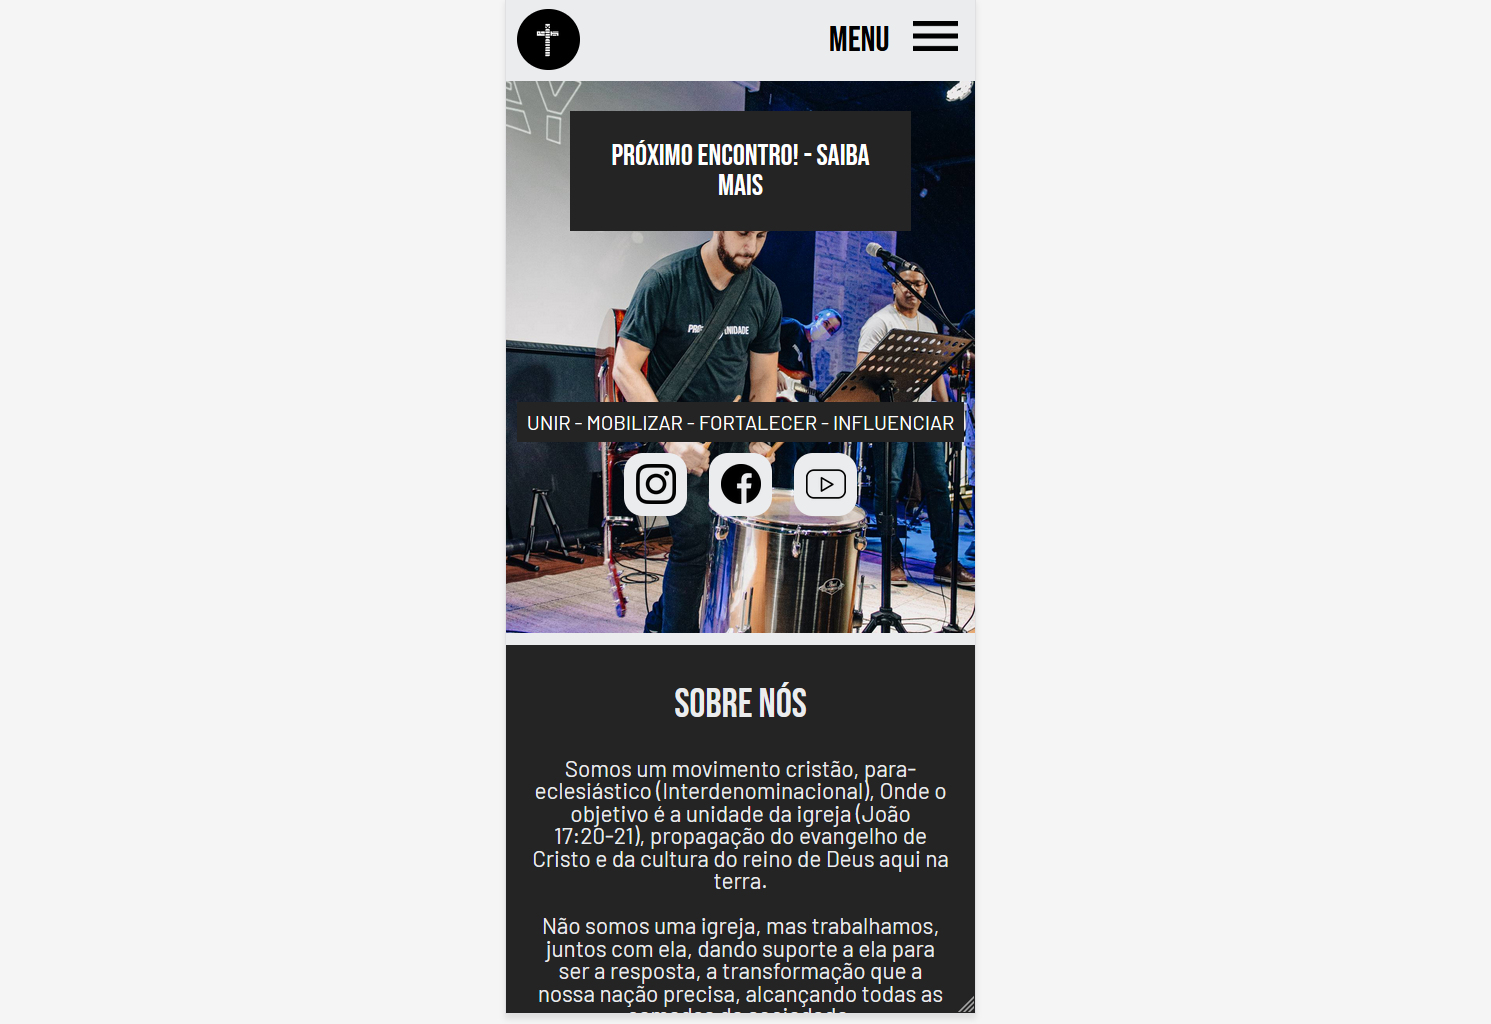 MENU
PRÓXIMO ENCONTRO! - SAIBA
MAIS
UNIR - MOBILIZAR - FORTALECER - INFLUENCIAR
SOBRE NÓS
Somos um movimento cristão, para-
eclesiástico (Interdenominacional), Onde o
objetivo é a unidade da igreja (João
17:20-21), propagação do evangelho de
Cristo e da cultura do reino de Deus aqui na
terra.
Não somos uma igreja, mas trabalhamos,
juntos com ela, dando suporte a ela para
ser a resposta, a transformação que a
nossa nação precisa, alcançando todas as